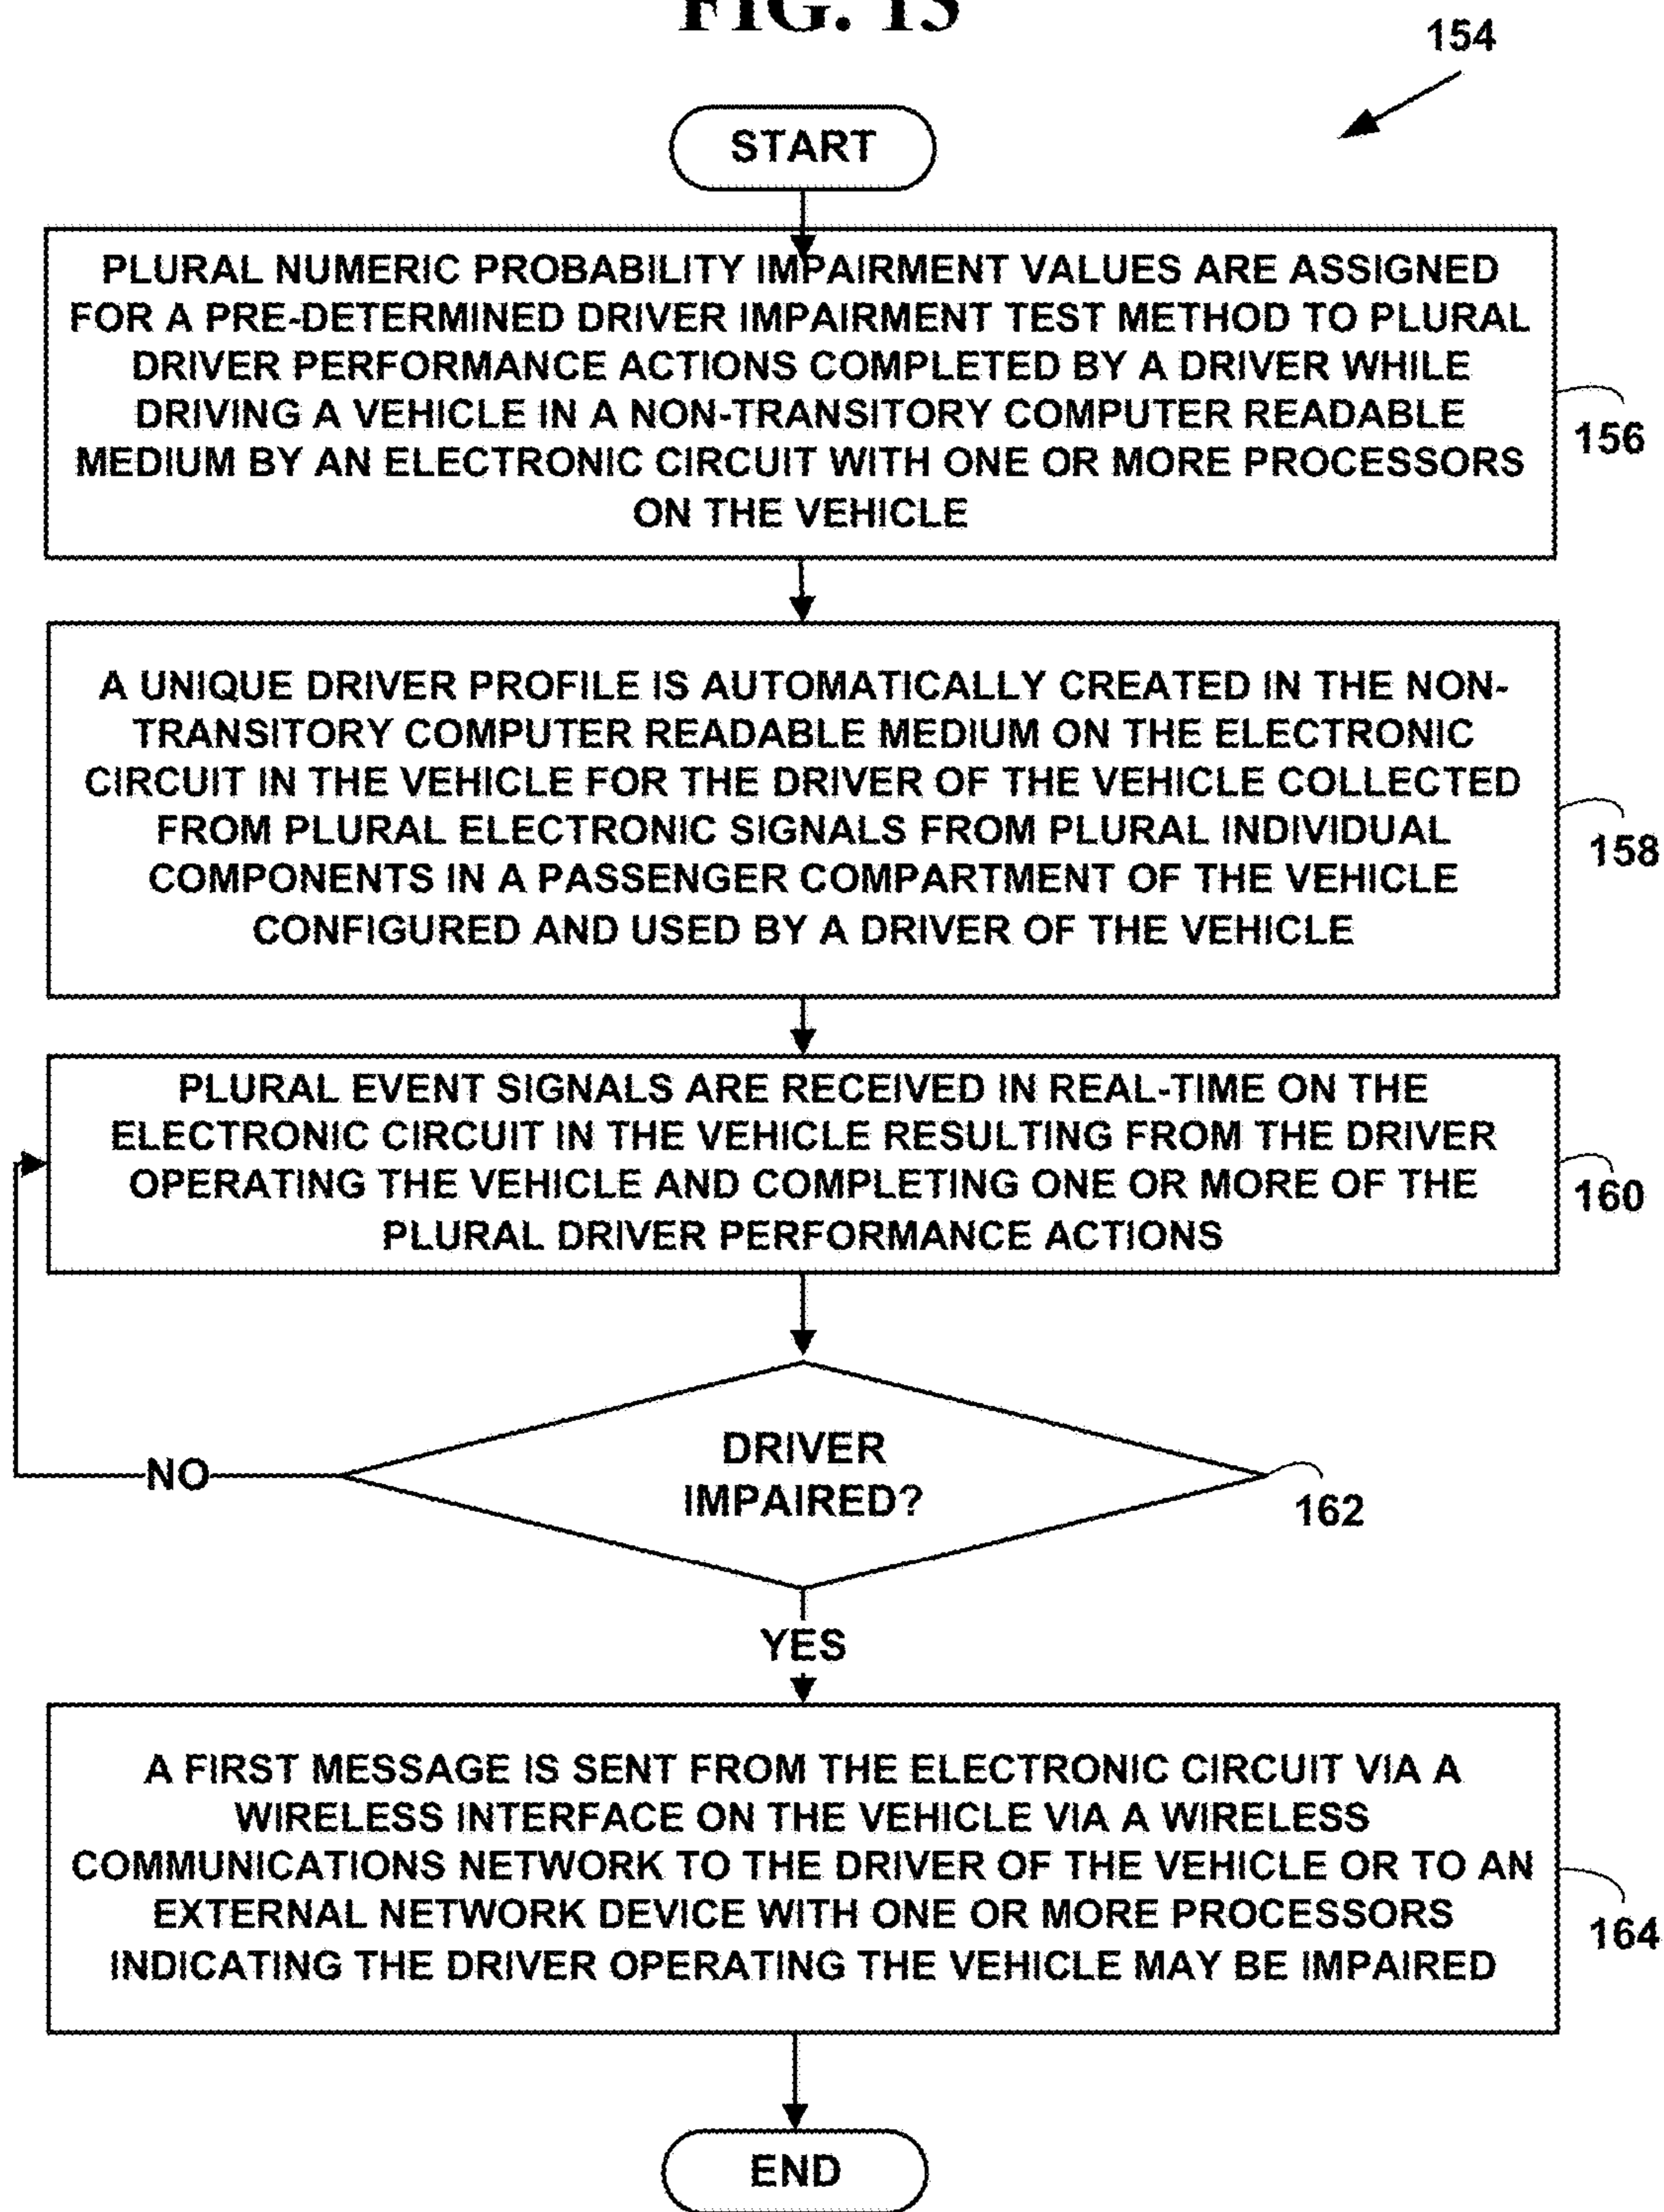 FIG. 13
154
START
PLURAL NUMERIC PROBABILITY IMPAIRMENT VALUES ARE ASSIGNED
FOR A PRE-DETERMINED DRIVER IMPAIRMENT TEST METHOD TO PLURAL
DRIVER PERFORMANCE ACTIONS COMPLETED BY A DRIVER WHILE
DRIVING A VEHICLE IN A NON-TRANSITORY COMPUTER READABLE
MEDIUM BY AN ELECTRONIC CIRCUIT WITH ONE OR MORE PROCESSORS
ON THE VEHICLE
156
A UNIQUE DRIVER PROFILE IS AUTOMATICALLY CREATED IN THE NON-
TRANSITORY COMPUTER READABLE MEDIUM ON THE ELECTRONIC
CIRCUIT IN THE VEHICLE FOR THE DRIVER OF THE VEHICLE COLLECTED
FROM PLURAL ELECTRONIC SIGNALS FROM PLURAL INDIVIDUAL
COMPONENTS IN A PASSENGER COMPARTMENT OF THE VEHICLE
CONFIGURED AND USED BY A DRIVER OF THE VEHICLE
158
PLURAL EVENT SIGNALS ARE RECEIVED IN REAL-TIME ON THE
ELECTRONIC CIRCUIT IN THE VEHICLE RESULTING FROM THE DRIVER
OPERATING THE VEHICLE AND COMPLETING ONE OR MORE OF THE
PLURAL DRIVER PERFORMANCE ACTIONS
160
DRIVER
IMPAIRED?
NO
162
YES
A FIRST MESSAGE IS SENT FROM THE ELECTRONIC CIRCUIT VIA A
WIRELESS INTERFACE ON THE VEHICLE VIA A WIRELESS
COMMUNICATIONS NETWORK TO THE DRIVER OF THE VEHICLE OR TO AN
EXTERNAL NETWORK DEVICE WITH ONE OR MORE PROCESSORS
INDICATING THE DRIVER OPERATING THE VEHICLE MAY BE IMPAIRED
164
END